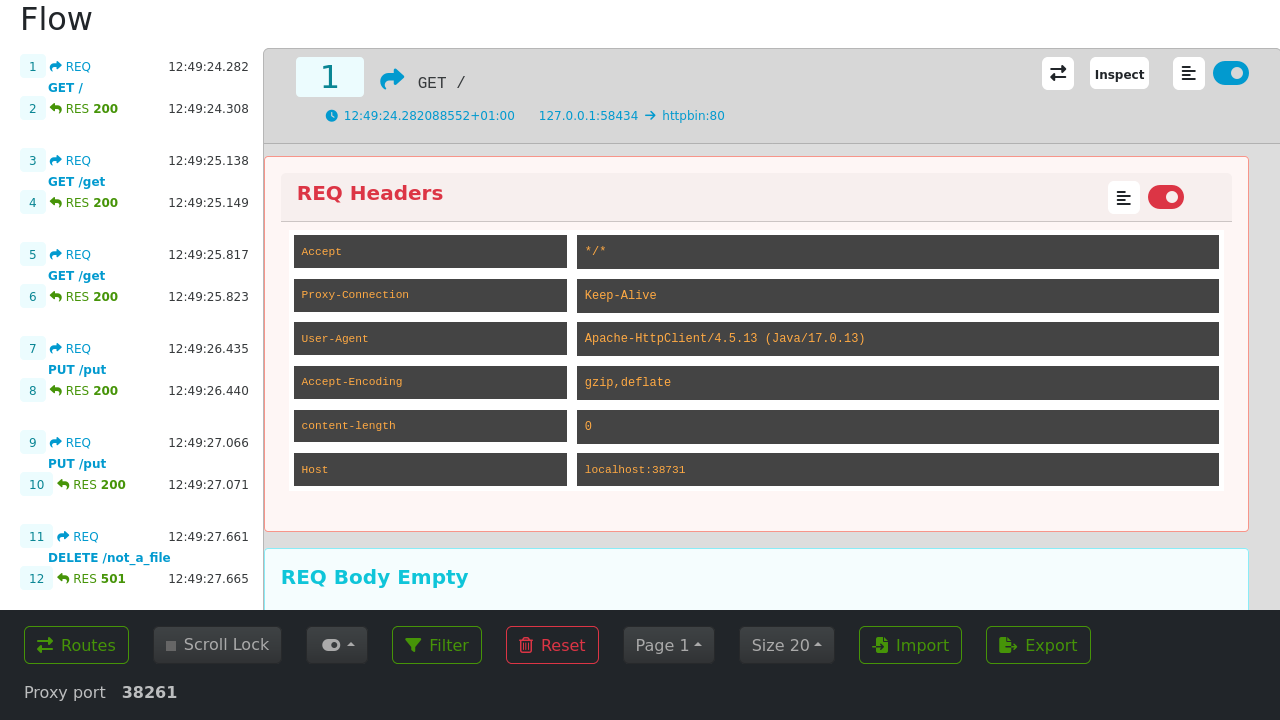 Flow
1 REQ 12:49:24.282
GET /
2 RES 200 12:49:24.308
3 REQ 12:49:25.138
GET /get
4 RES 200 12:49:25.149
5 REQ 12:49:25.817
GET /get
6 RES 200 12:49:25.823
7 REQ 12:49:26.435
PUT /put
8 RES 200 12:49:26.440
9 REQ 12:49:27.066
PUT /put
10 RES 200 12:49:27.071
11 REQ 12:49:27.661
DELETE /not_a_file
12 RES 501 12:49:27.665
1 GET / Inspect
12:49:24.282088552+01:00 127.0.0.1:58434 → httpbin:80
REQ Headers
Accept */*
Proxy-Connection Keep-Alive
User-Agent Apache-HttpClient/4.5.13 (Java/17.0.13)
Accept-Encoding gzip,deflate
content-length 0
Host localhost:38731
REQ Body Empty
Routes Scroll Lock Filter Reset Page 1 Size 20 Import Export
Proxy port 38261